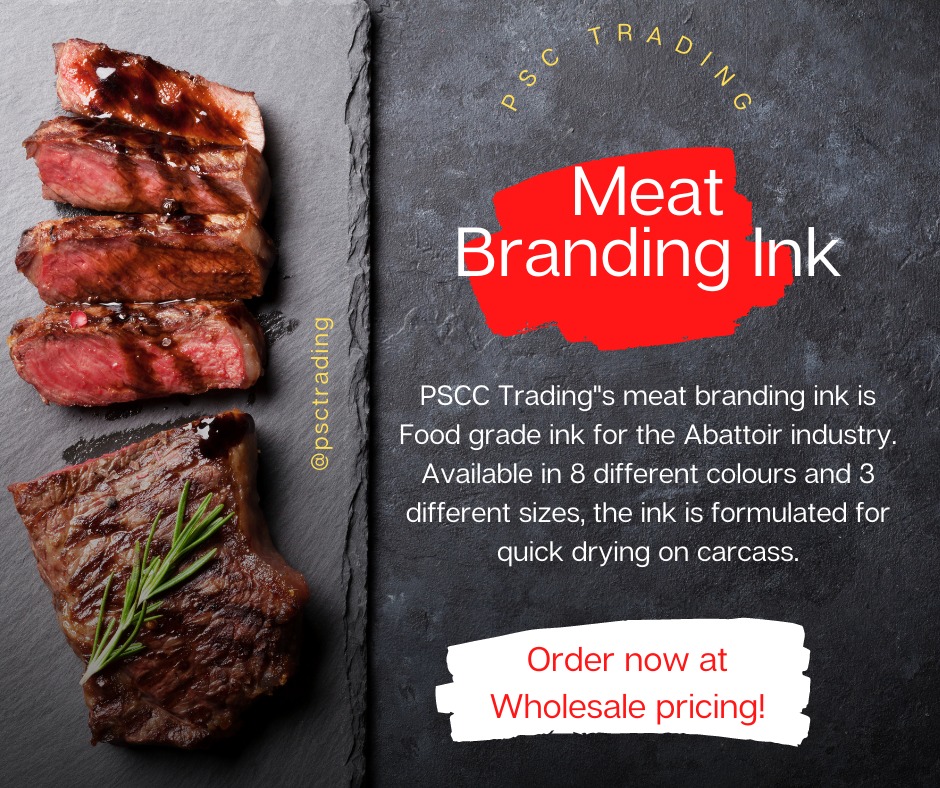 PSC TRADING
Meat
Branding Ink
@psctrading
PSCC Trading"s meat branding ink is
Food grade ink for the Abattoir industry.
Available in 8 different colours and 3
different sizes, the ink is formulated for
quick drying on carcass.
Order now at
Wholesale pricing!